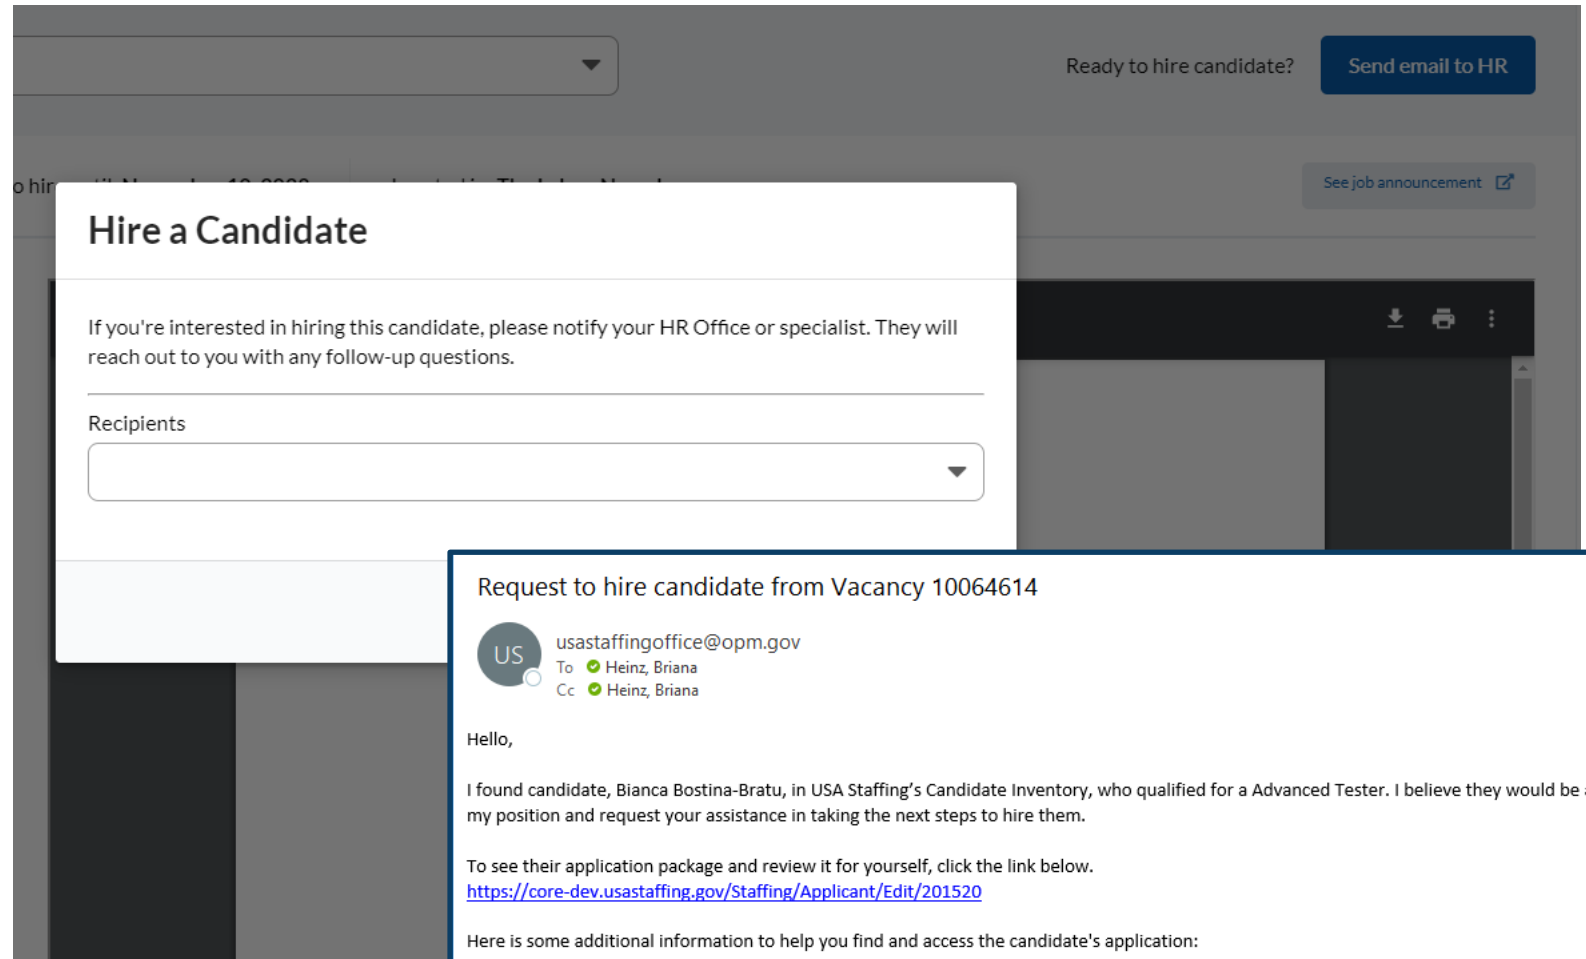 Ready to hire candidate?
Send email to HR
o hir
See job announcement
Hire a Candidate
If you're interested in hiring this candidate, please notify your HR Office or specialist. They will
reach out to you with any follow-up questions.
Recipients
Request to hire candidate from Vacancy 10064614
US
usastaffingoffice@opm.gov
To Heinz, Briana
Cc Heinz, Briana
Hello,
I found candidate, Bianca Bostina-Bratu, in USA Staffing’s Candidate Inventory, who qualified for a Advanced Tester. I believe they would be a
my position and request your assistance in taking the next steps to hire them.
To see their application package and review it for yourself, click the link below.
https://core-dev.usastaffing.gov/Staffing/Applicant/Edit/201520
Here is some additional information to help you find and access the candidate's application: